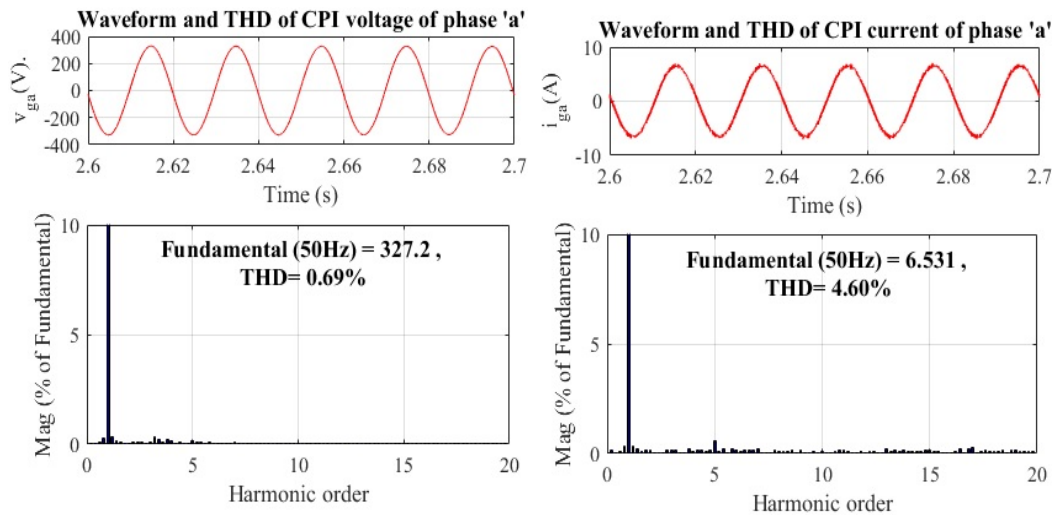 Waveform and THD of CPI voltage of phase 'a'
400
200
0
-200
-400
v ga (V).
2.6 2.62 2.64 2.66 2.68 2.7
Time (s)
10
5
0
Mag (% of Fundamental)
Fundamental (50Hz) = 327.2 ,
THD= 0.69%
0 5 10 15 20
Harmonic order
Waveform and THD of CPI current of phase 'a'
10
0
-10
i ga (A)
2.6 2.62 2.64 2.66 2.68 2.7
Time (s)
10
5
0
Mag (% of Fundamental)
Fundamental (50Hz) = 6.531 ,
THD= 4.60%
0 5 10 15 20
Harmonic order